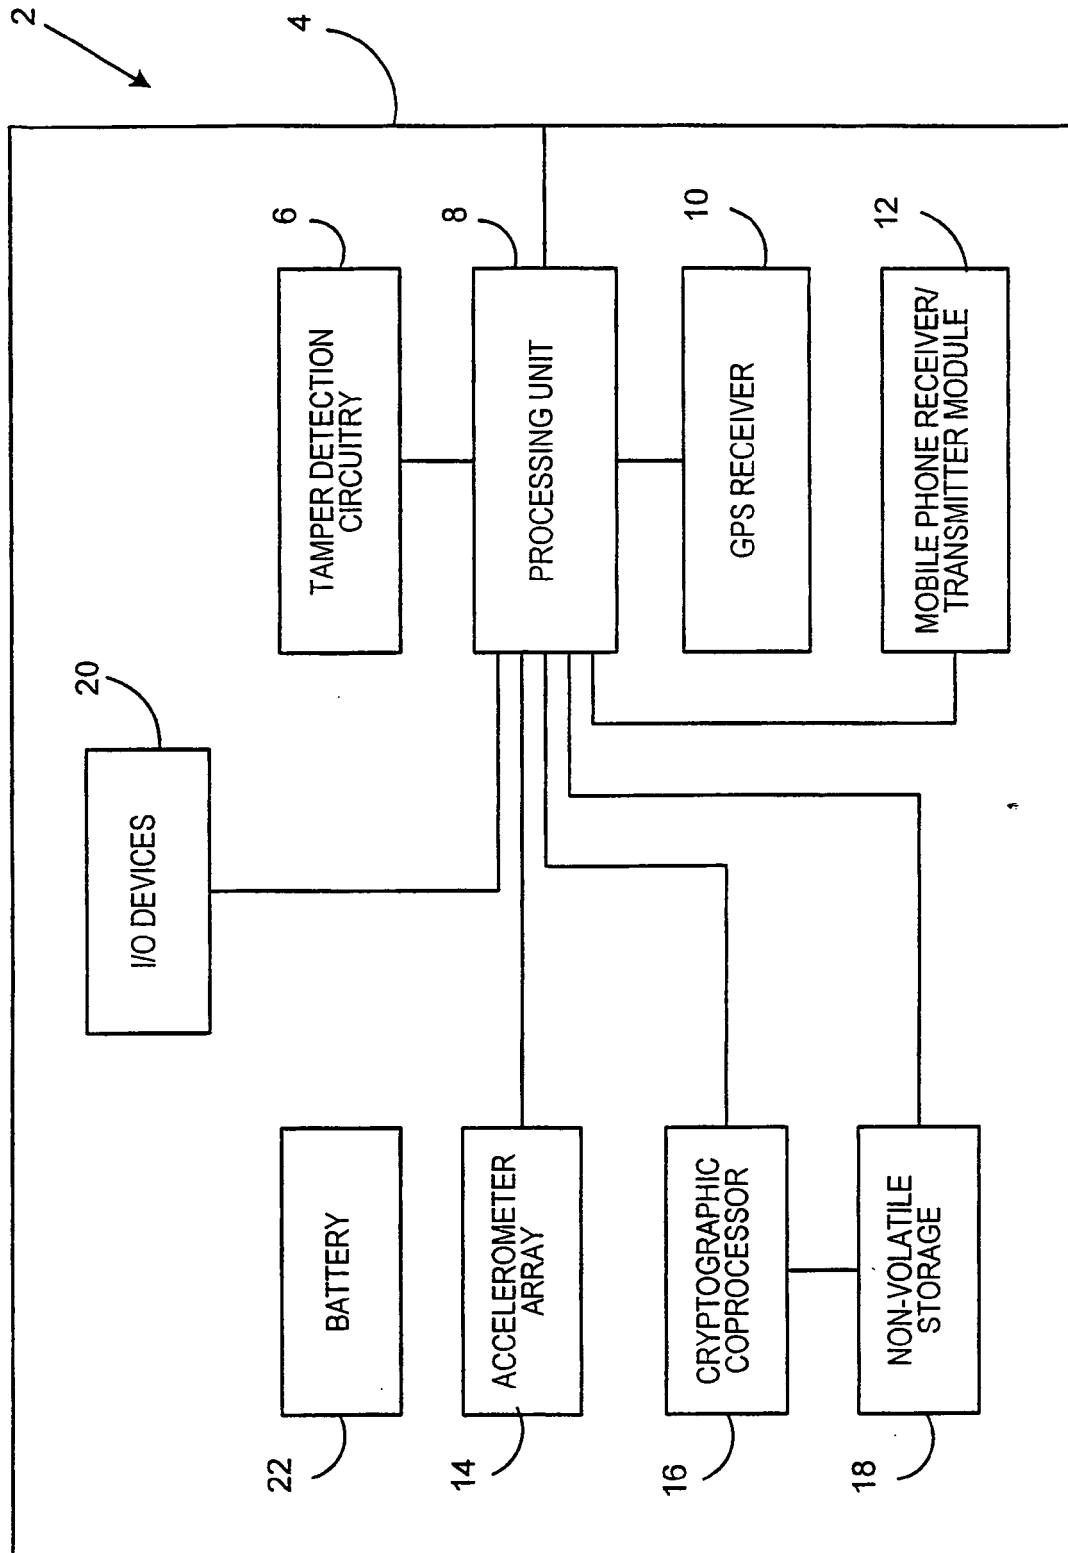 2
4
20
I/O DEVICES
22
BATTERY
6
TAMPER DETECTION
CIRCUITRY
14
ACCELEROMETER
ARRAY
8
PROCESSING UNIT
16
CRYPTOGRAPHIC
COPROCESSOR
10
GPS RECEIVER
18
NON-VOLATILE
STORAGE
12
MOBILE PHONE RECEIVER/
TRANSMITTER MODULE